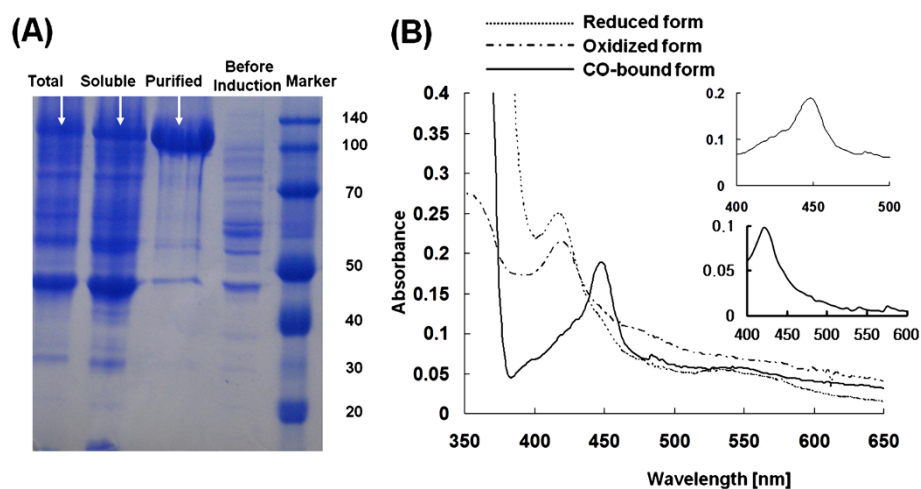 (A)
Total
Soluble
Purified
Before
Induction
Marker
140
100
70
50
40
30
20
(B)
Reduced form
Oxidized form
CO-bound form
0.4
0.35
0.3
0.25
0.2
0.15
0.1
0.05
0
Absorbance
350
400
450
500
550
600
650
Wavelength [nm]
0.2
0.1
0
400
450
500
0.1
0.05
0
400
450
500
550
600